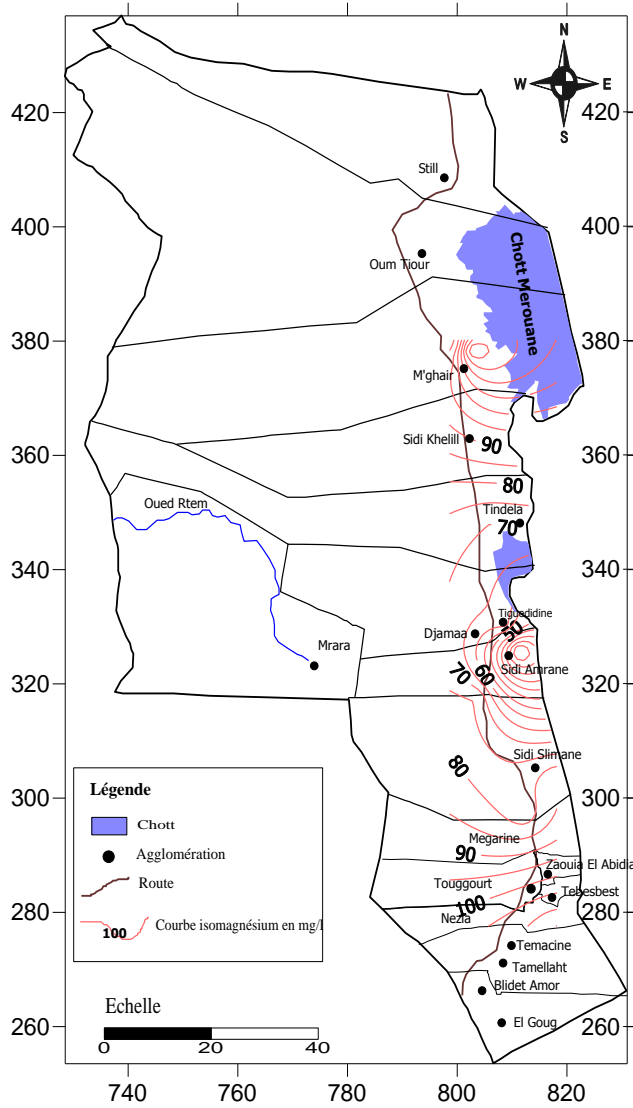 N
W E
S
420
400
380
360
340
320
300
280
260
420
400
380
360
340
320
300
280
260
Still
Oum Tiour
Chott Merouane
M'ghair
Sidi Khelill
90
80
Tindela
70
Oued Rtem
Tiguedidine
50
Djamaa
Sidi Amrane
Mrara
70
60
Sidi Slimane
80
Megarine
90
Zaouia El Abidia
Touggourt
Tebesbest
100
Nezla
Temacine
Tamellaht
Blidet Amor
El Goug
Légende
Chott
Agglomération
Route
100 Courbe isomagnésium en mg/l
Echelle
0 20 40
740 760 780 800 820